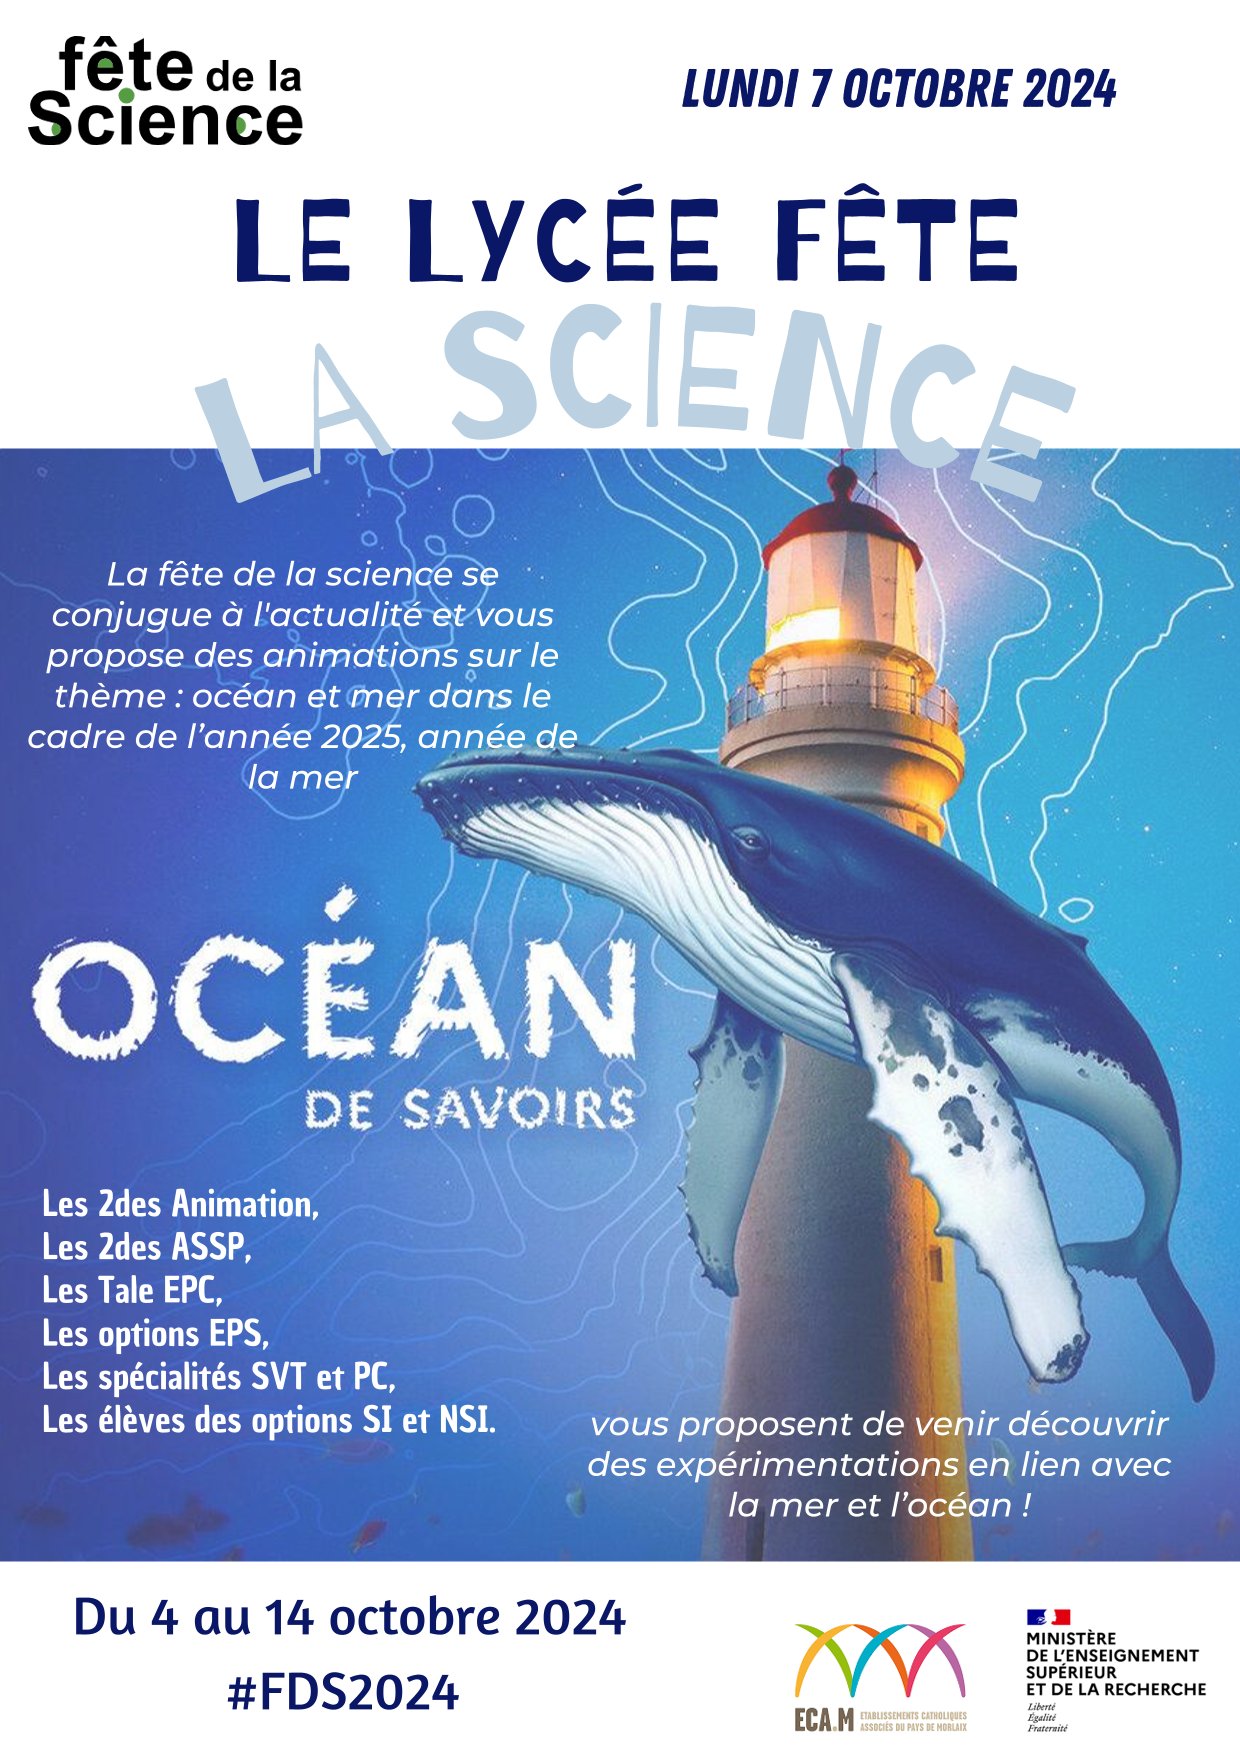 fête de la
Science
LUNDI 7 OCTOBRE 2024
LE LYCÉE FÊTE
LA SCIENCE
La fête de la science se
conjugue à l'actualité et vous
propose des animations sur le
thème : océan et mer dans le
cadre de l’année 2025, année de
la mer
OCÉAN
DE SAVOIRS
Les 2des Animation,
Les 2des ASSP,
Les Tale EPC,
Les options EPS,
Les spécialités SVT et PC,
Les élèves des options SI et NSI.
vous proposent de venir découvrir
des expérimentations en lien avec
la mer et l’océan !
Du 4 au 14 octobre 2024
#FDS2024
ECA.M ETABLISSEMENTS CATHOLIQUES
ASSOCIÉS DU PAYS DE MORLAIX
MINISTÈRE
DE L’ENSEIGNEMENT
SUPÉRIEUR
ET DE LA RECHERCHE
Liberté
Égalité
Fraternité